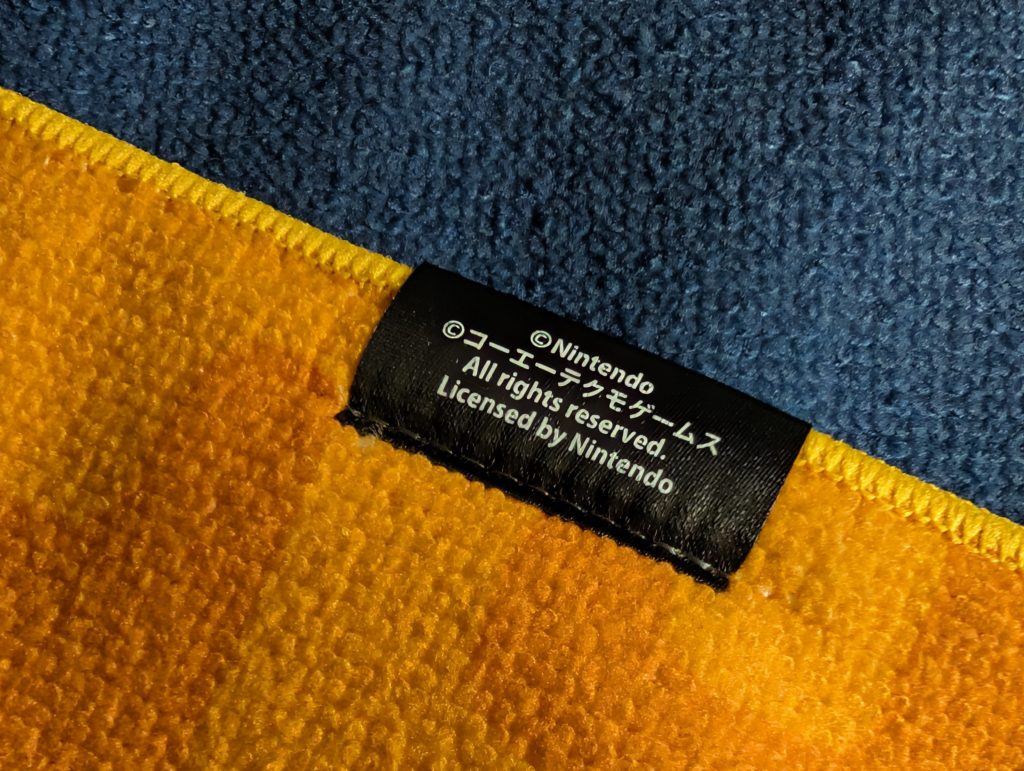 ©Nintendo
©コーエーテクモゲームス
All rights reserved.
Licensed by Nintendo